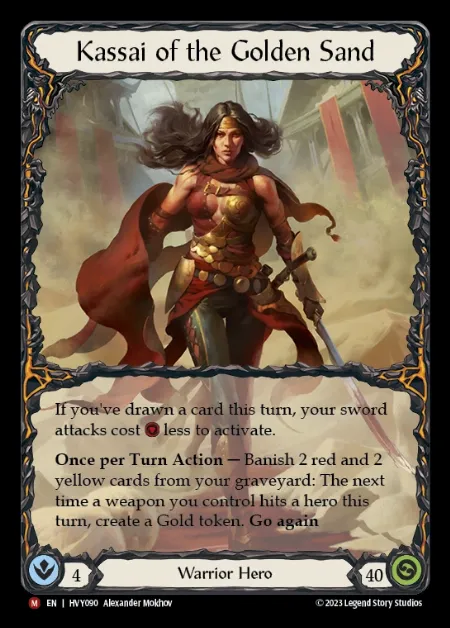 Kassai of the Golden Sand
If you've drawn a card this turn, your sword
attacks cost less to activate.
Once per Turn Action — Banish 2 red and 2
yellow cards from your graveyard: The next
time a weapon you control hits a hero this
turn, create a Gold token. Go again
4 Warrior Hero 40
M EN | HVY090 Alexander Mokhov © 2023 Legend Story Studios